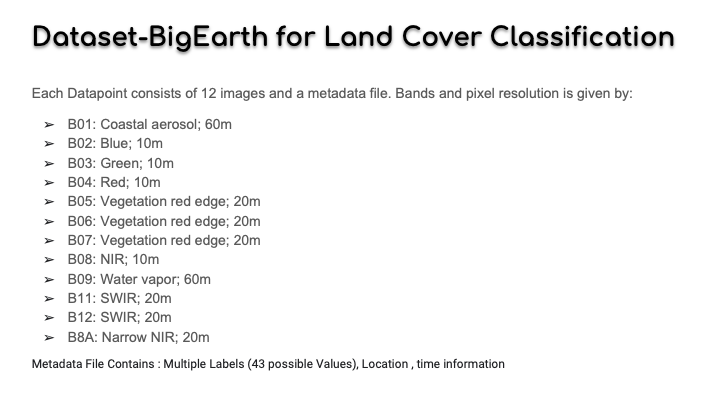 Dataset-BigEarth for Land Cover Classification
Each Datapoint consists of 12 images and a metadata file. Bands and pixel resolution is given by:
➢ B01: Coastal aerosol; 60m
➢ B02: Blue; 10m
➢ B03: Green; 10m
➢ B04: Red; 10m
➢ B05: Vegetation red edge; 20m
➢ B06: Vegetation red edge; 20m
➢ B07: Vegetation red edge; 20m
➢ B08: NIR; 10m
➢ B09: Water vapor; 60m
➢ B11: SWIR; 20m
➢ B12: SWIR; 20m
➢ B8A: Narrow NIR; 20m
Metadata File Contains : Multiple Labels (43 possible Values), Location , time information